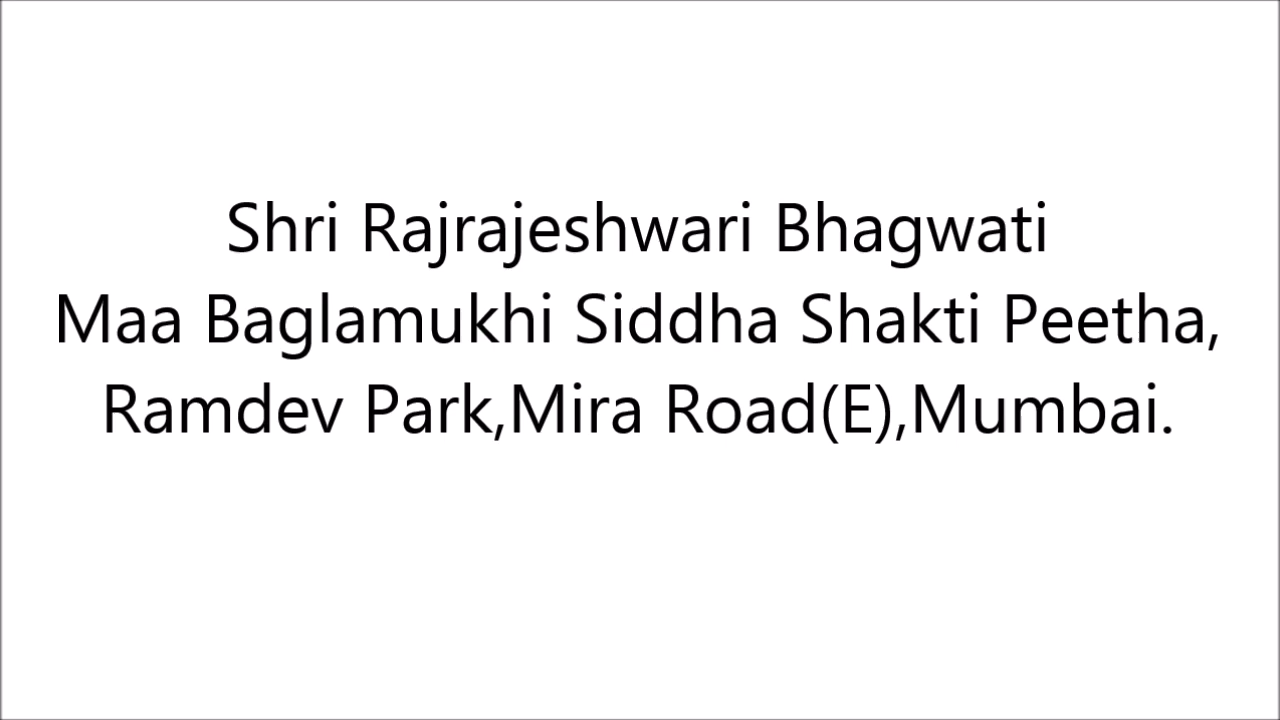 Shri Rajrajeshwari Bhagwati
Maa Baglamukhi Siddha Shakti Peetha,
Ramdev Park,Mira Road(E),Mumbai.